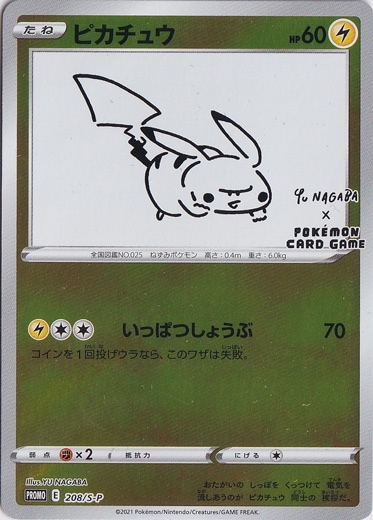 たね ピカチュウ HP60
Yu NAGABA
×
POKÉMON
CARD GAME
全国図鑑NO.025 ねずみポケモン 高さ:0.4m 重さ:6.0kg
いっぱつしょうぶ 70
コインを1回投げウラなら、このワザは失敗。
弱点 ×2 抵抗力 にげる
Illus.YU NAGABA
おたがいの しっぽを くっつけて 電気を
PROMO E 208/S-P
流しあうのが ピカチュウ 同士の 挨拶だ。
©2021 Pokémon/Nintendo/Creatures/GAME FREAK.